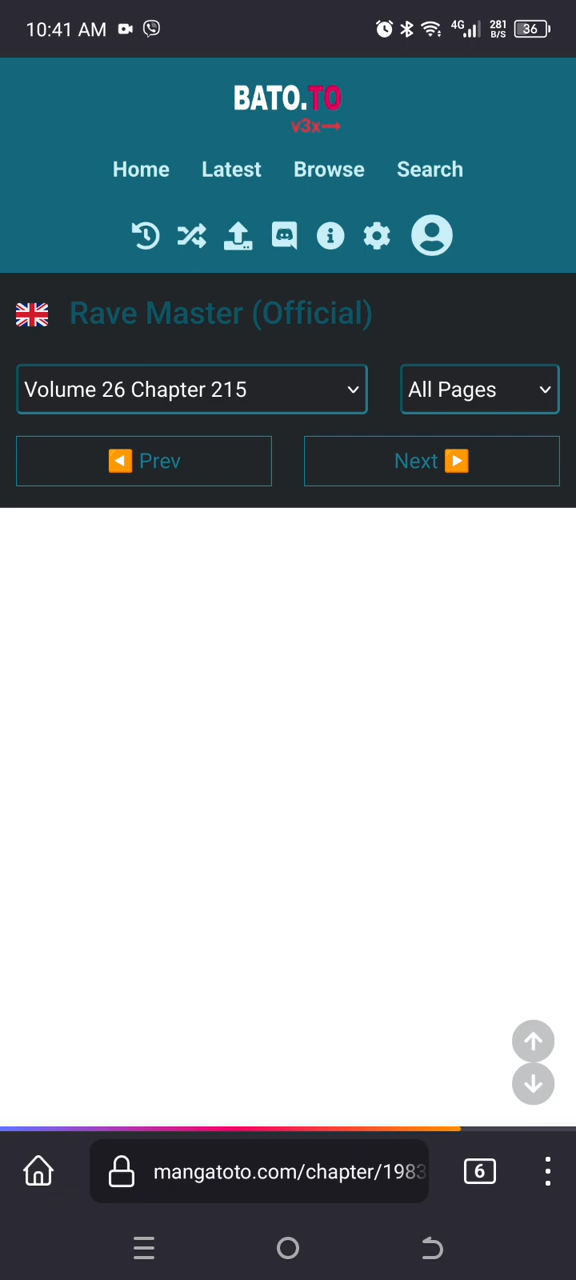 10:41 AM
4G 281 B/S 36
BATO.TO
v3x→
Home Latest Browse Search
Rave Master (Official)
Volume 26 Chapter 215 All Pages
Prev Next
mangatoto.com/chapter/1983
6